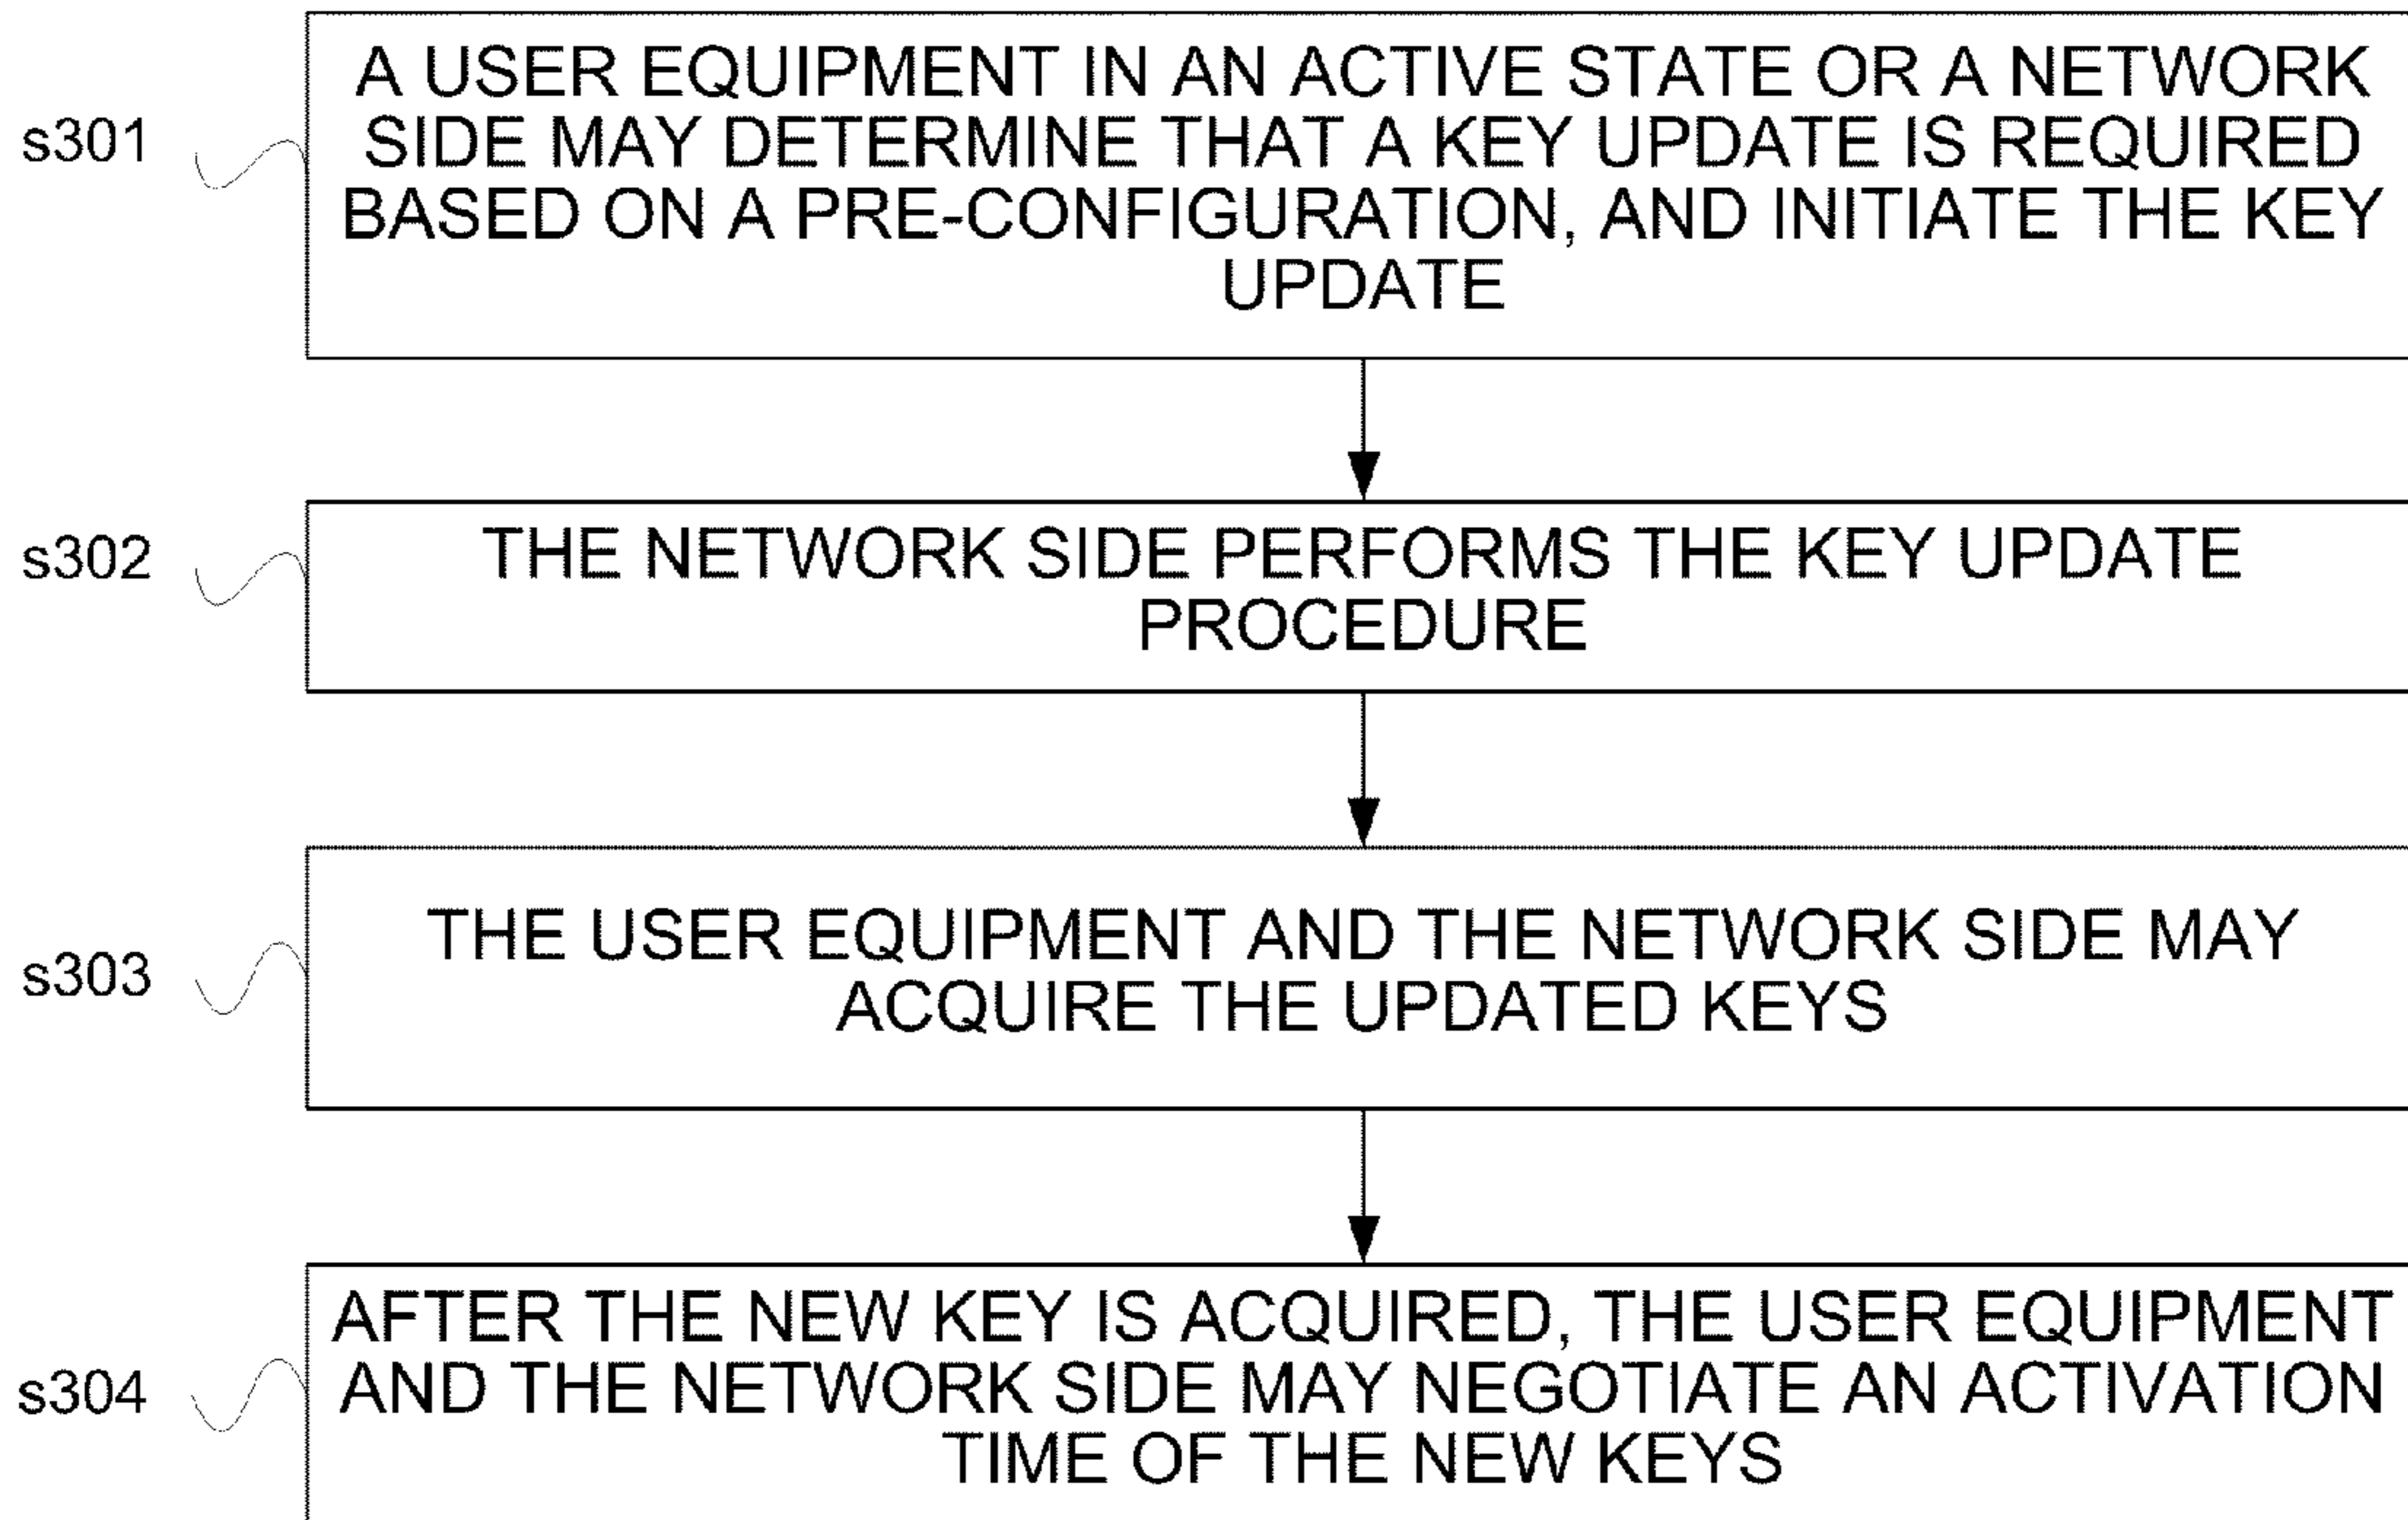 s301
A USER EQUIPMENT IN AN ACTIVE STATE OR A NETWORK
SIDE MAY DETERMINE THAT A KEY UPDATE IS REQUIRED
BASED ON A PRE-CONFIGURATION, AND INITIATE THE KEY
UPDATE
s302
THE NETWORK SIDE PERFORMS THE KEY UPDATE
PROCEDURE
s303
THE USER EQUIPMENT AND THE NETWORK SIDE MAY
ACQUIRE THE UPDATED KEYS
s304
AFTER THE NEW KEY IS ACQUIRED, THE USER EQUIPMENT
AND THE NETWORK SIDE MAY NEGOTIATE AN ACTIVATION
TIME OF THE NEW KEYS